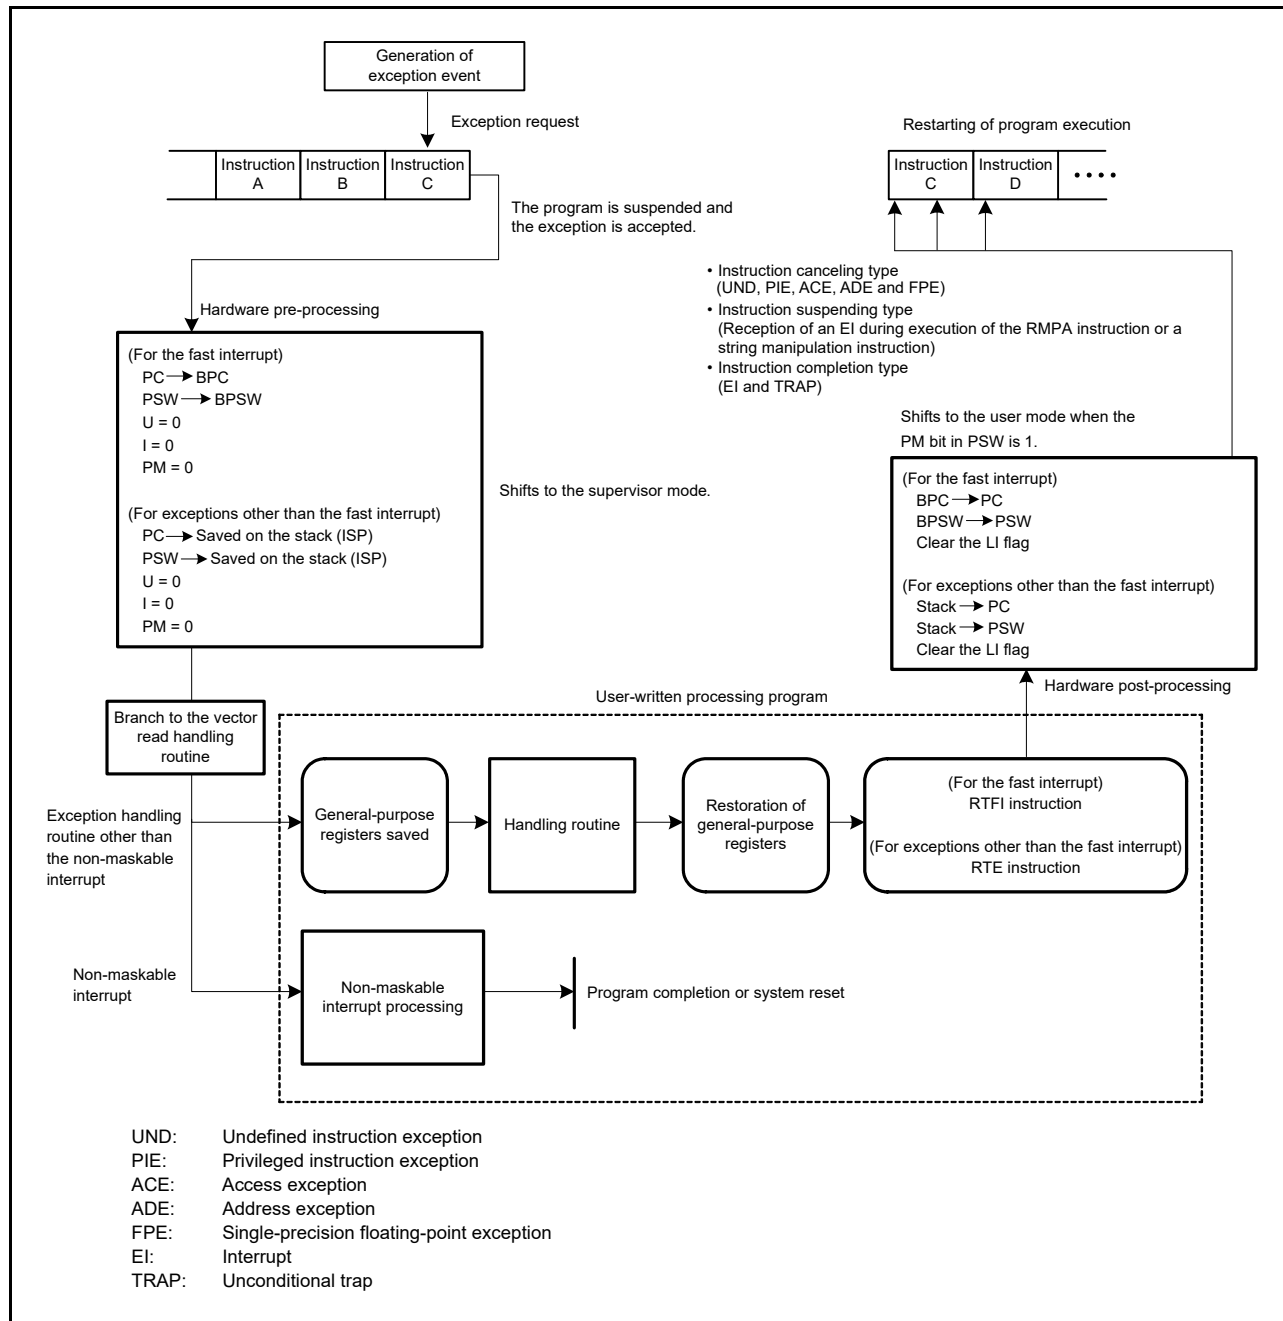 Generation of
exception event
Exception request
Instruction
A
Instruction
B
Instruction
C
The program is suspended and
the exception is accepted.
Restarting of program execution
Instruction
C
Instruction
D
• Instruction canceling type
(UND, PIE, ACE, ADE and FPE)
• Instruction suspending type
(Reception of an EI during execution of the RMPA instruction or a
string manipulation instruction)
• Instruction completion type
(EI and TRAP)
Hardware pre-processing
(For the fast interrupt)
PC → BPC
PSW → BPSW
U = 0
I = 0
PM = 0
(For exceptions other than the fast interrupt)
PC → Saved on the stack (ISP)
PSW → Saved on the stack (ISP)
U = 0
I = 0
PM = 0
Shifts to the supervisor mode.
Shifts to the user mode when the
PM bit in PSW is 1.
(For the fast interrupt)
BPC → PC
BPSW → PSW
Clear the LI flag
(For exceptions other than the fast interrupt)
Stack → PC
Stack → PSW
Clear the LI flag
Hardware post-processing
Branch to the vector
read handling
routine
User-written processing program
Exception handling
routine other than
the non-maskable
interrupt
General-purpose
registers saved
Handling routine
Restoration of
general-purpose
registers
(For the fast interrupt)
RTFI instruction
(For exceptions other than the fast interrupt)
RTE instruction
Non-maskable
interrupt
Non-maskable
interrupt processing
Program completion or system reset
UND: Undefined instruction exception
PIE: Privileged instruction exception
ACE: Access exception
ADE: Address exception
FPE: Single-precision floating-point exception
EI: Interrupt
TRAP: Unconditional trap